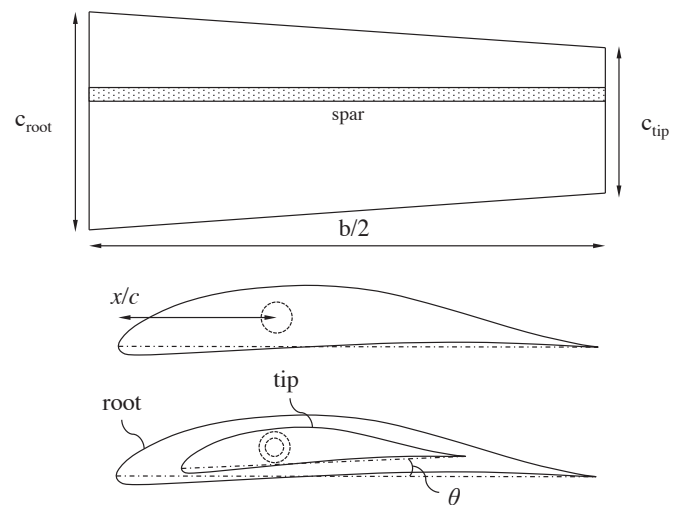 spar
c_root
c_tip
b/2
x/c
tip
root
θ